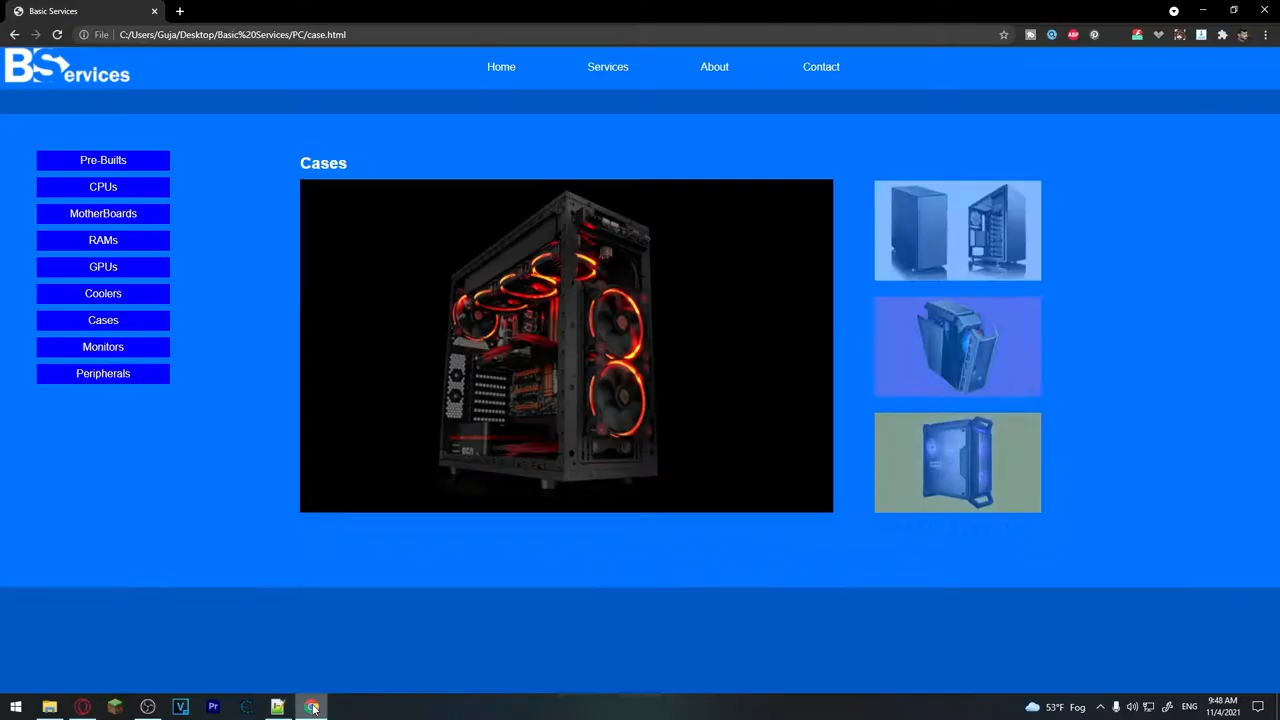 Basic Services
File
C:/Users/Guja/Desktop/Basic%20Services/PC/case.html
BServices
Home
Services
About
Contact
Pre-Builts
CPUs
MotherBoards
RAMs
GPUs
Coolers
Cases
Monitors
Peripherals
Cases
53°F Fog
ENG
9:48 AM
11/4/2021